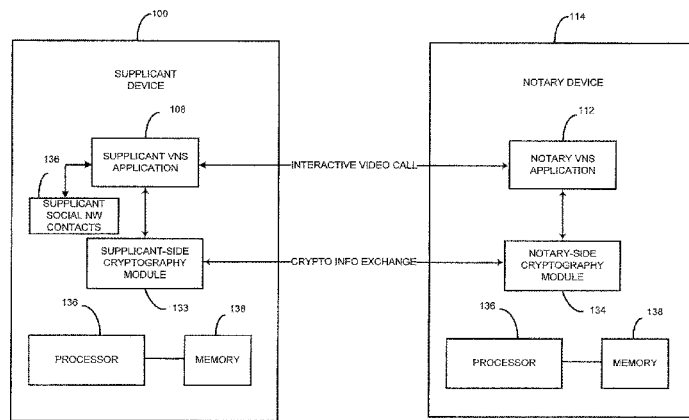 100
114
SUPPLICANT
DEVICE
NOTARY DEVICE
108
112
136
SUPPLICANT VNS
APPLICATION
INTERACTIVE VIDEO CALL
NOTARY VNS
APPLICATION
SUPPLICANT
SOCIAL NW
CONTACTS
SUPPLICANT-SIDE
CRYPTOGRAPHY
MODULE
CRYPTO INFO EXCHANGE
NOTARY-SIDE
CRYPTOGRAPHY
MODULE
133
134
136
138
136
138
PROCESSOR
MEMORY
PROCESSOR
MEMORY